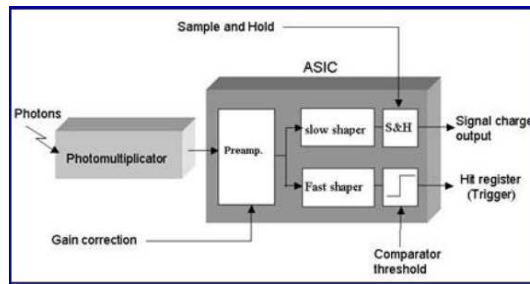 Sample and Hold
ASIC
Photons
Photomultiplicator
Preamp.
slow shaper
S&H
Signal charge
output
Fast shaper
Hit register
(Trigger)
Gain correction
Comparator
threshold